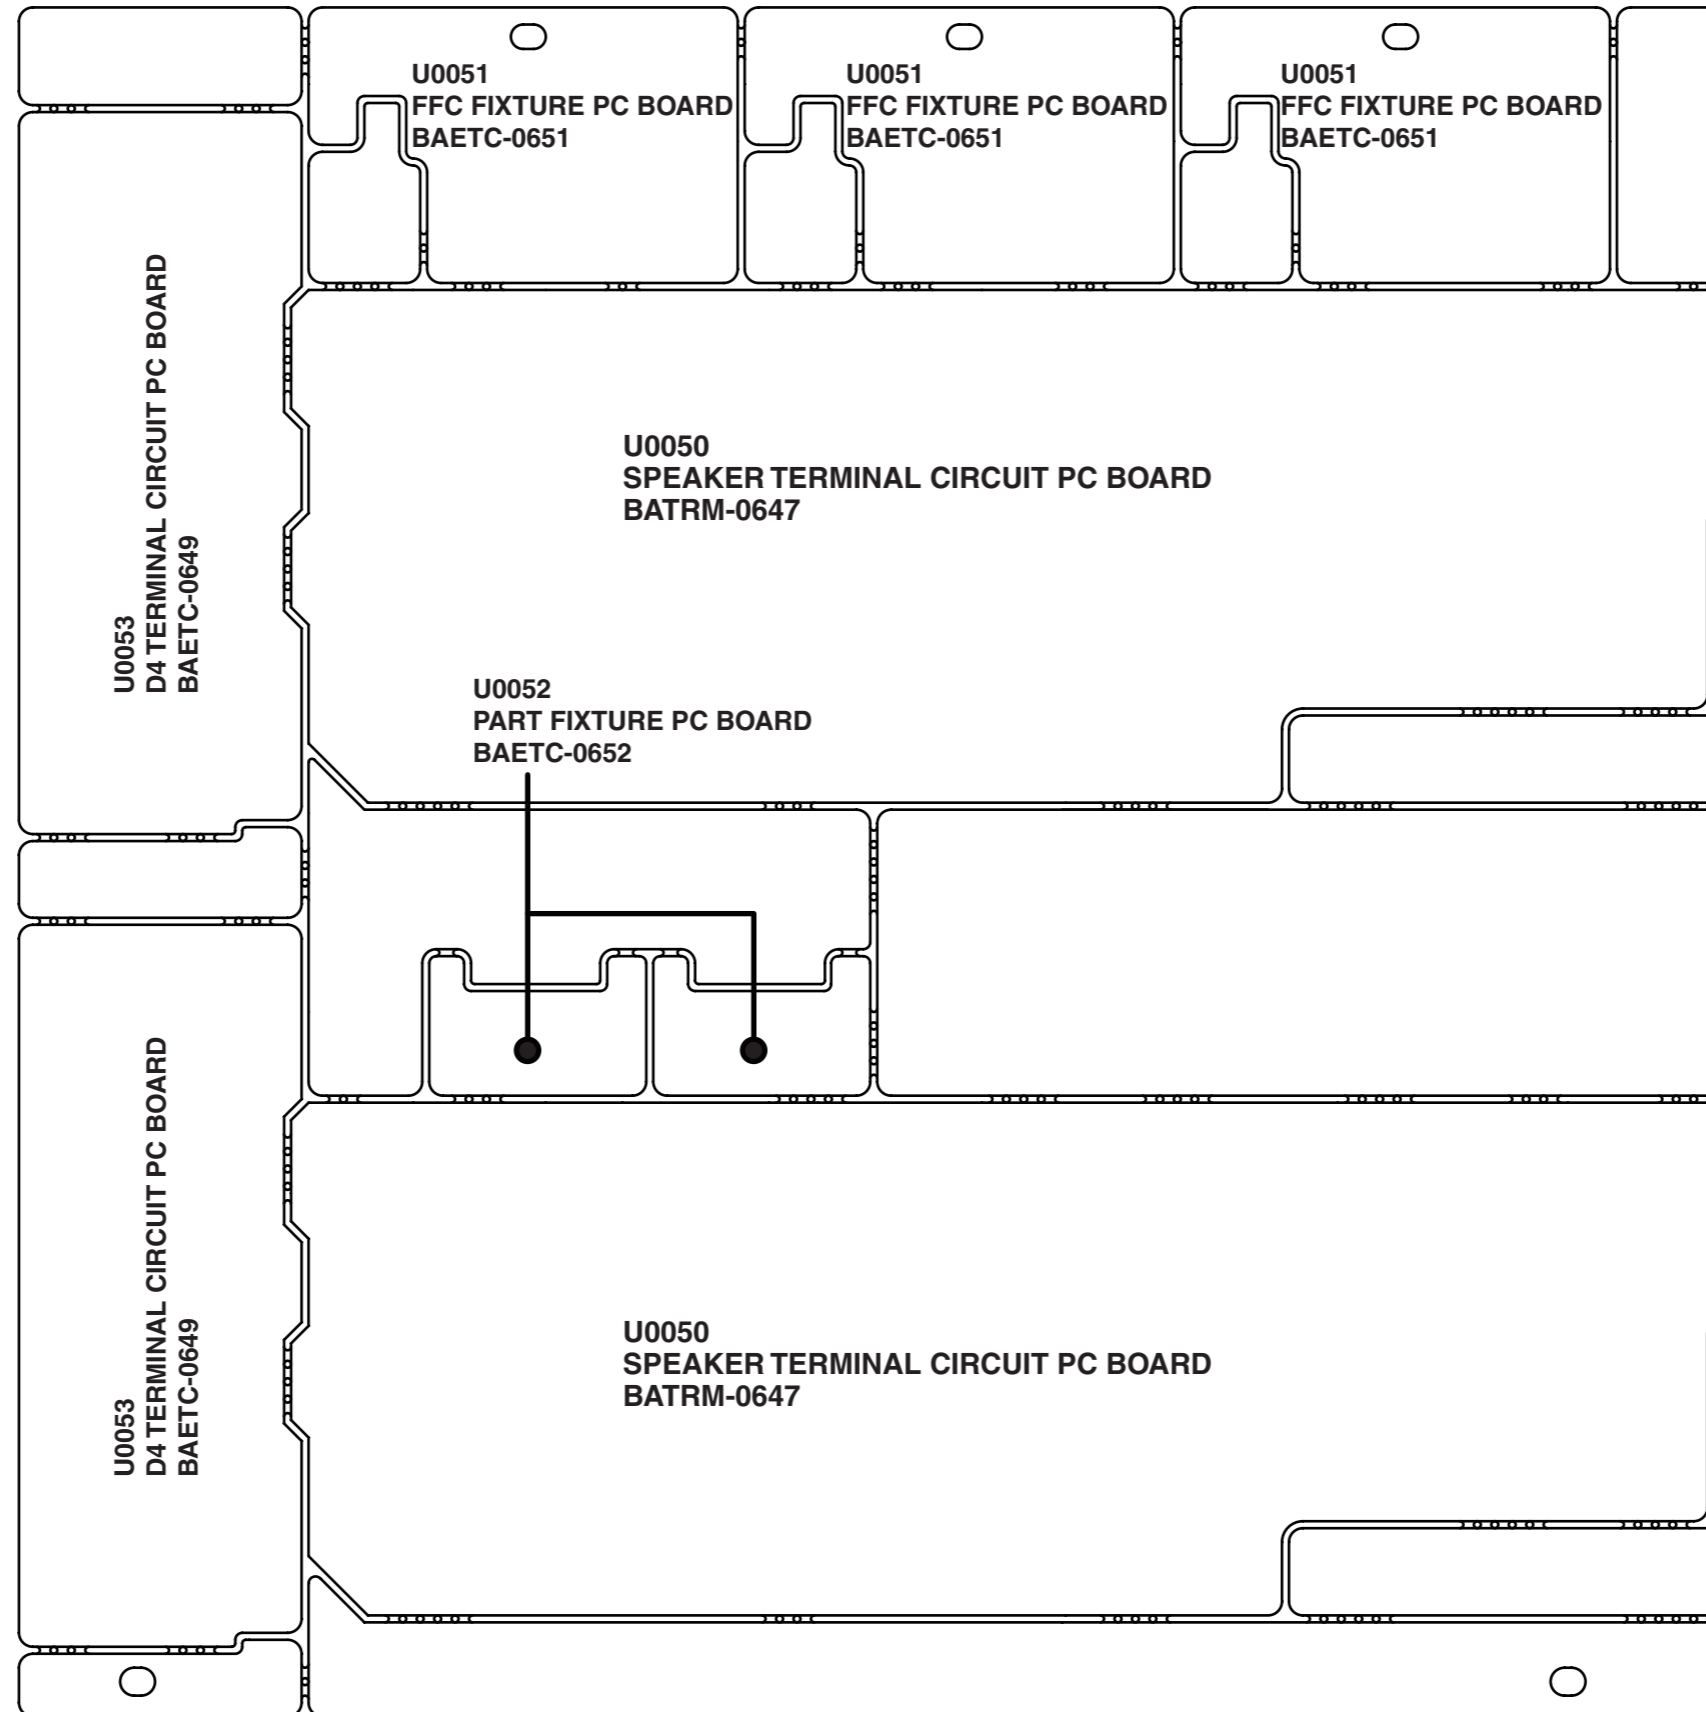 U0051
FFC FIXTURE PC BOARD
BAETC-0651
U0051
FFC FIXTURE PC BOARD
BAETC-0651
U0051
FFC FIXTURE PC BOARD
BAETC-0651
U0053
D4 TERMINAL CIRCUIT PC BOARD
BAETC-0649
U0050
SPEAKER TERMINAL CIRCUIT PC BOARD
BATRM-0647
U0052
PART FIXTURE PC BOARD
BAETC-0652
U0053
D4 TERMINAL CIRCUIT PC BOARD
BAETC-0649
U0050
SPEAKER TERMINAL CIRCUIT PC BOARD
BATRM-0647